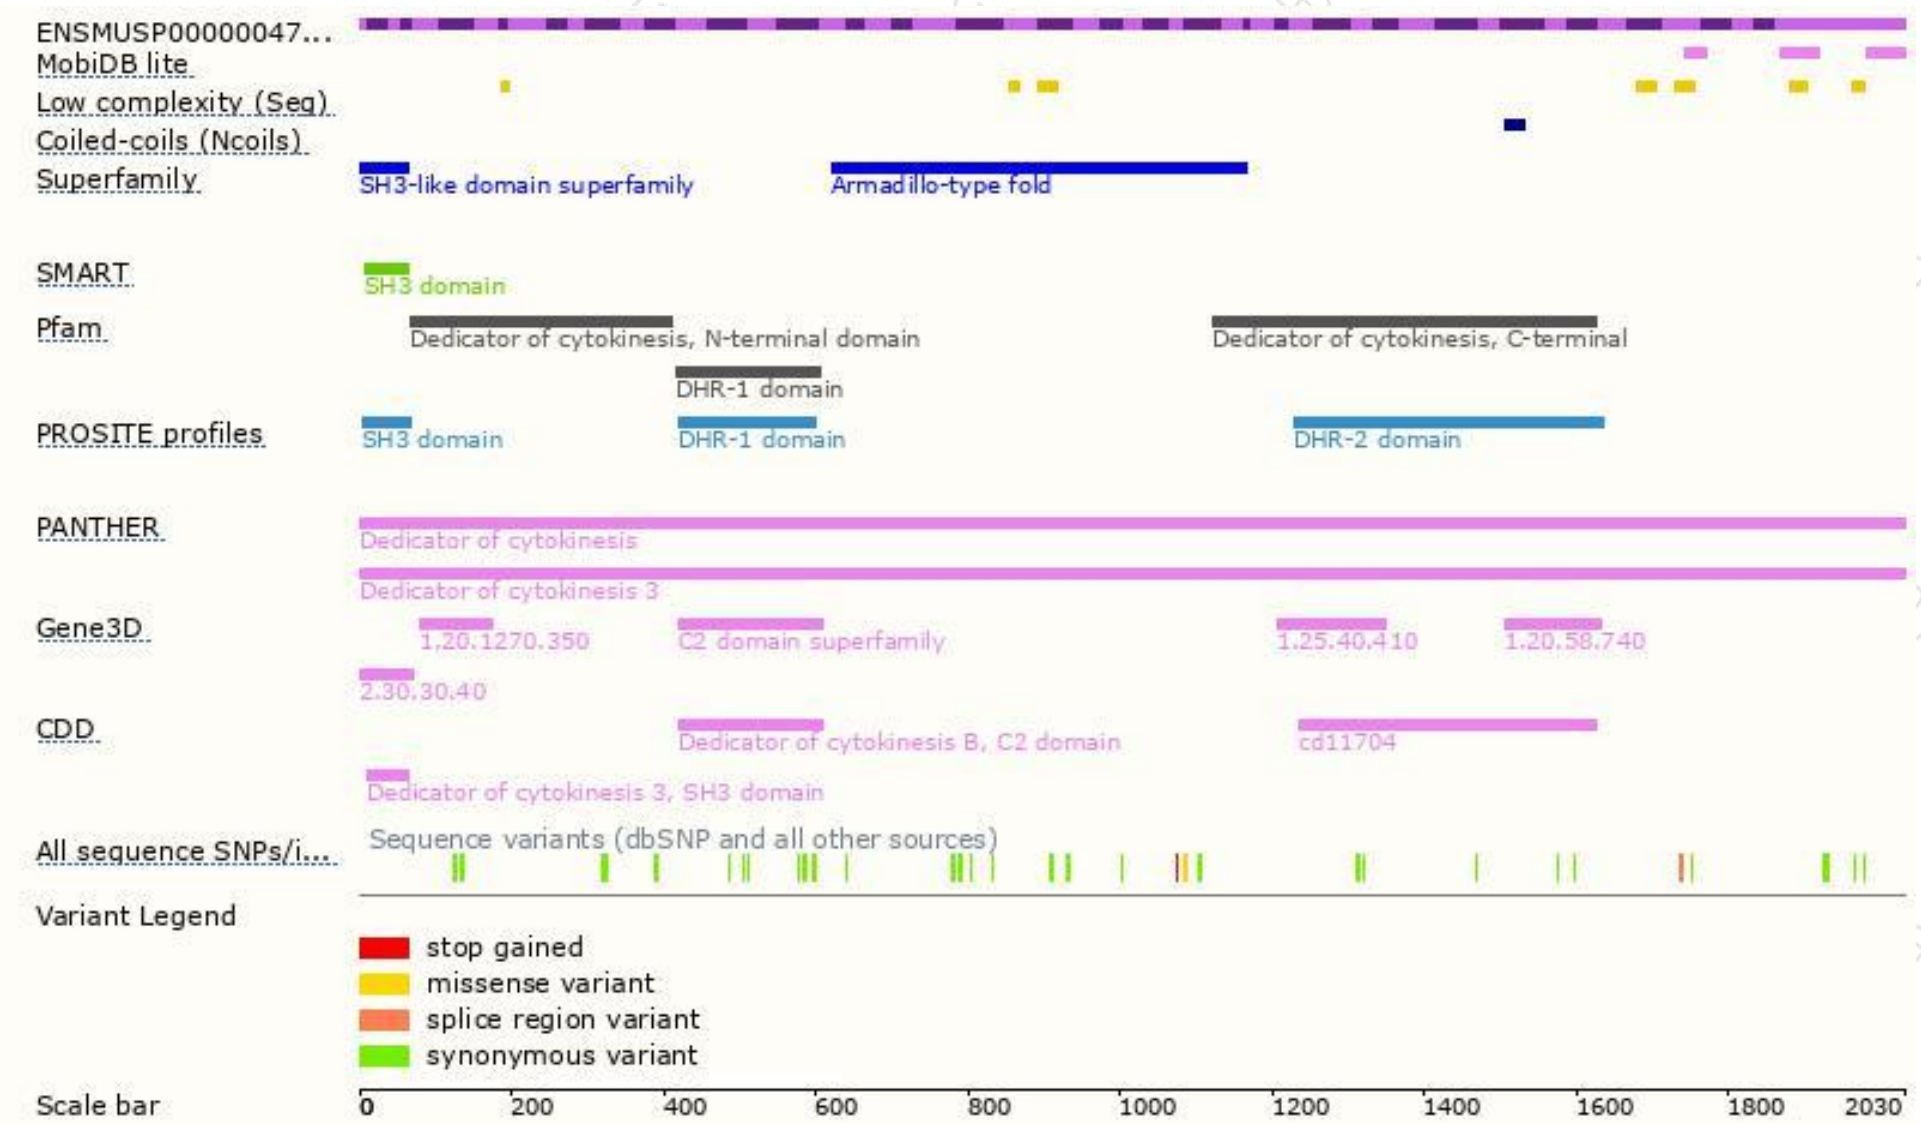 ENSMUSP00000047...
MobiDB lite
Low complexity (Seg)
Coiled-coils (Ncoils)
Superfamily
SH3-like domain superfamily Armadillo-type fold
SMART
SH3 domain
Pfam
Dedicator of cytokinesis, N-terminal domain Dedicator of cytokinesis, C-terminal
DHR-1 domain
PROSITE profiles
SH3 domain DHR-1 domain DHR-2 domain
PANTHER
Dedicator of cytokinesis
Dedicator of cytokinesis 3
Gene3D
1.20.1270.350 C2 domain superfamily 1.25.40.410 1.20.58.740
2.30.30.40
CDD
Dedicator of cytokinesis B, C2 domain cd11704
Dedicator of cytokinesis 3, SH3 domain
Sequence variants (dbSNP and all other sources)
All sequence SNPs/i...
Variant Legend
stop gained
missense variant
splice region variant
synonymous variant
Scale bar 0 200 400 600 800 1000 1200 1400 1600 1800 2030